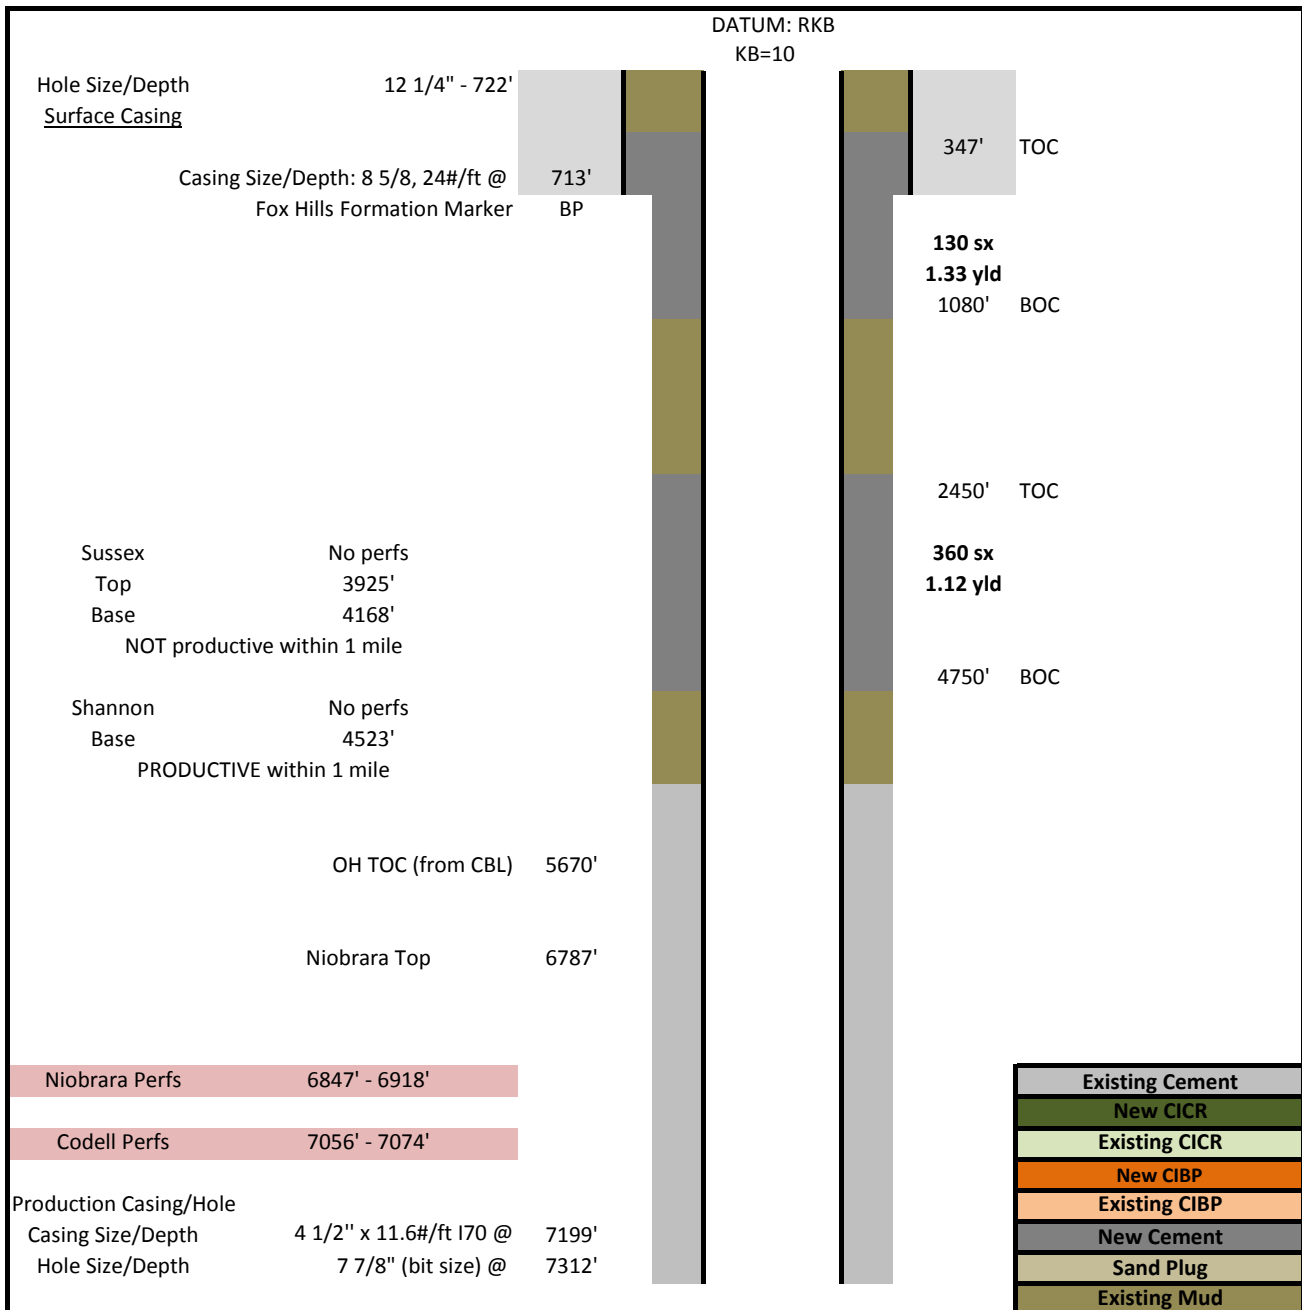 DATUM: RKB
KB=10
Hole Size/Depth 12 1/4" - 722'
Surface Casing
347' TOC
Casing Size/Depth: 8 5/8, 24#/ft @ 713'
Fox Hills Formation Marker BP
130 sx
1.33 yld
1080' BOC
2450' TOC
Sussex No perfs 360 sx
Top 3925' 1.12 yld
Base 4168'
NOT productive within 1 mile
4750' BOC
Shannon No perfs
Base 4523'
PRODUCTIVE within 1 mile
OH TOC (from CBL) 5670'
Niobrara Top 6787'
Niobrara Perfs 6847' - 6918'
Codell Perfs 7056' - 7074'
Production Casing/Hole
Casing Size/Depth 4 1/2'' x 11.6#/ft I70 @ 7199'
Hole Size/Depth 7 7/8" (bit size) @ 7312'
Existing Cement
New CICR
Existing CICR
New CIBP
Existing CIBP
New Cement
Sand Plug
Existing Mud